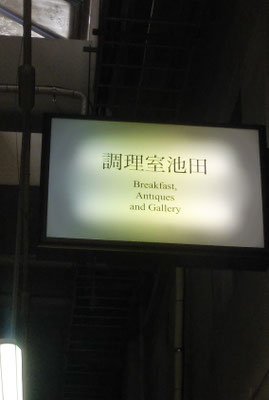 調理室池田
Breakfast,
Antiques
and Gallery